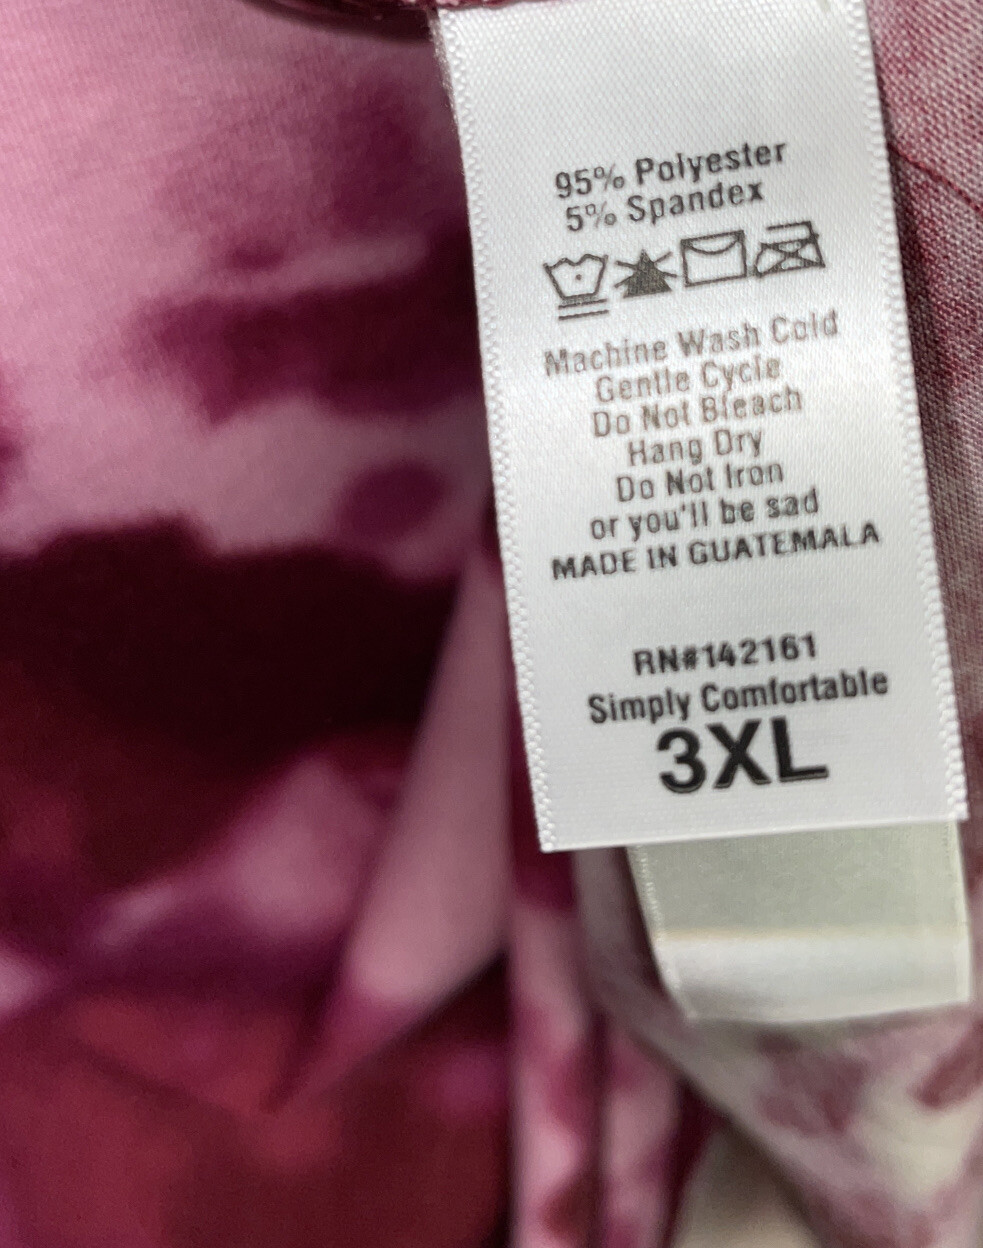 95% Polyester
5% Spandex
Machine Wash Cold
Gentle Cycle
Do Not Bleach
Hang Dry
Do Not Iron
or you'll be sad
MADE IN GUATEMALA
RN#142161
Simply Comfortable
3XL